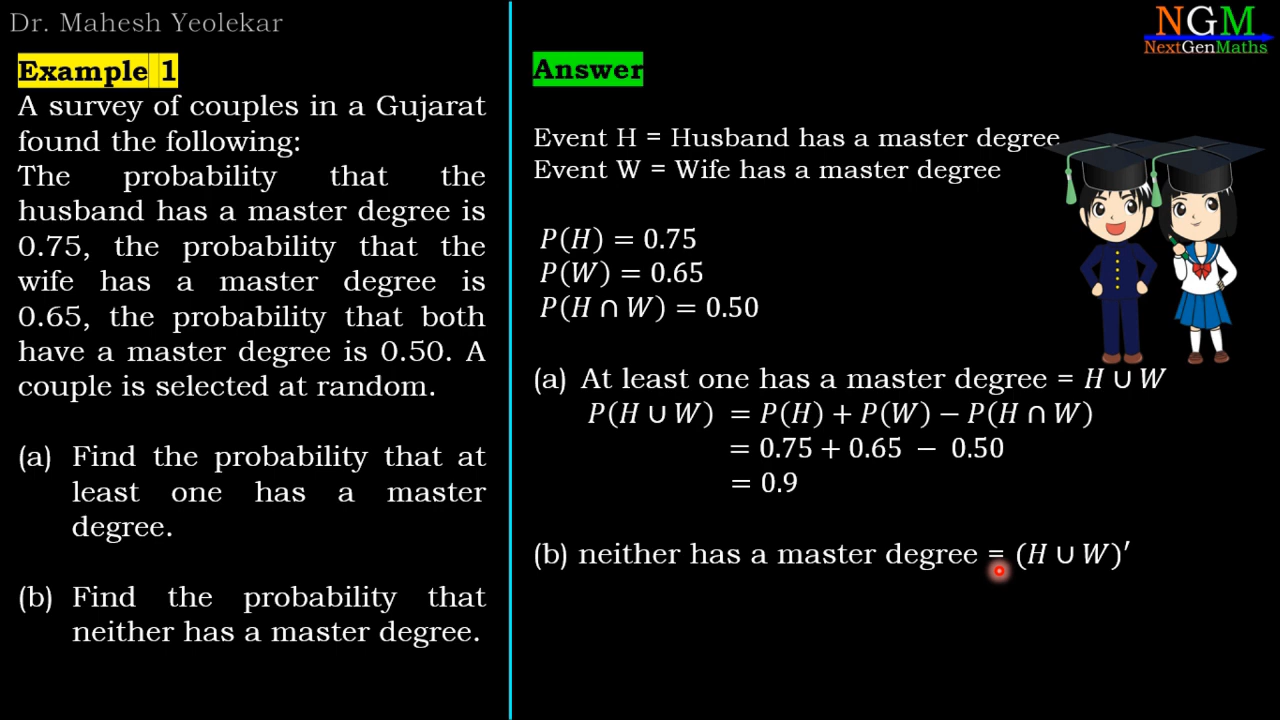 Dr. Mahesh Yeolekar
NGM
NextGenMaths
Example 1
A survey of couples in a Gujarat
found the following:
The probability that the
husband has a master degree is
0.75, the probability that the
wife has a master degree is
0.65, the probability that both
have a master degree is 0.50. A
couple is selected at random.
(a) Find the probability that at
least one has a master
degree.
(b) Find the probability that
neither has a master degree.
Answer
Event H = Husband has a master degree
Event W = Wife has a master degree
P(H) = 0.75
P(W) = 0.65
P(H ∩ W) = 0.50
(a) At least one has a master degree = H ∪ W
P(H ∪ W) = P(H) + P(W) − P(H ∩ W)
= 0.75 + 0.65 − 0.50
= 0.9
(b) neither has a master degree = (H ∪ W)′